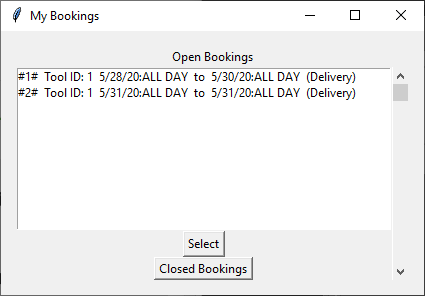 My Bookings
Open Bookings
#1#  Tool ID: 1  5/28/20:ALL DAY  to  5/30/20:ALL DAY  (Delivery)
#2#  Tool ID: 1  5/31/20:ALL DAY  to  5/31/20:ALL DAY  (Delivery)
Select
Closed Bookings